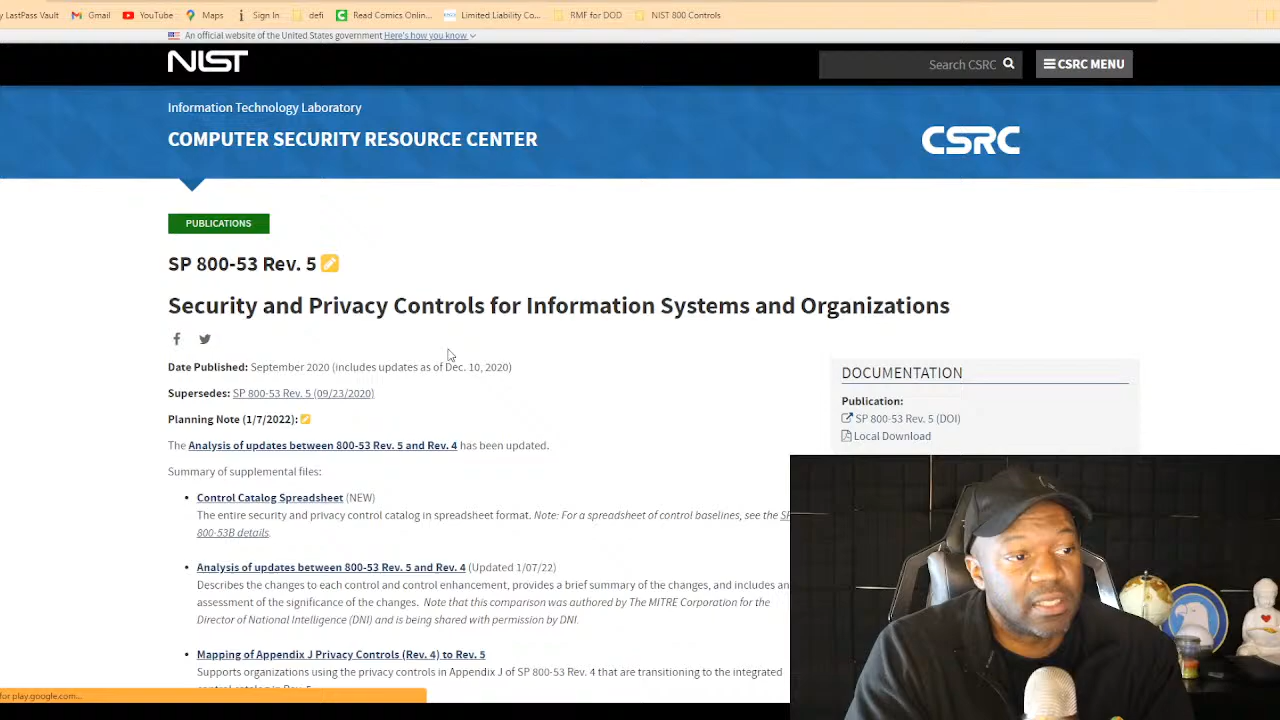 y LastPass Vault Gmail YouTube Maps Sign In defi Read Comics Onlin... Limited Liability Co... RMF for DOD NIST 800 Controls
An official website of the United States government Here's how you know
NIST
Search CSRC
CSRC MENU
Information Technology Laboratory
COMPUTER SECURITY RESOURCE CENTER
CSRC
PUBLICATIONS
SP 800-53 Rev. 5
Security and Privacy Controls for Information Systems and Organizations
Date Published: September 2020 (includes updates as of Dec. 10, 2020)
Supersedes: SP 800-53 Rev. 5 (09/23/2020)
Planning Note (1/7/2022):
The Analysis of updates between 800-53 Rev. 5 and Rev. 4 has been updated.
Summary of supplemental files:
• Control Catalog Spreadsheet (NEW)
The entire security and privacy control catalog in spreadsheet format. Note: For a spreadsheet of control baselines, see the SP
800-53B details.
• Analysis of updates between 800-53 Rev. 5 and Rev. 4 (Updated 1/07/22)
Describes the changes to each control and control enhancement, provides a brief summary of the changes, and includes an
assessment of the significance of the changes. Note that this comparison was authored by The MITRE Corporation for the
Director of National Intelligence (DNI) and is being shared with permission by DNI.
• Mapping of Appendix J Privacy Controls (Rev. 4) to Rev. 5
Supports organizations using the privacy controls in Appendix J of SP 800-53 Rev. 4 that are transitioning to the integrated
control catalog in Rev. 5.
DOCUMENTATION
Publication:
SP 800-53 Rev. 5 (DOI)
Local Download
for play.google.com...